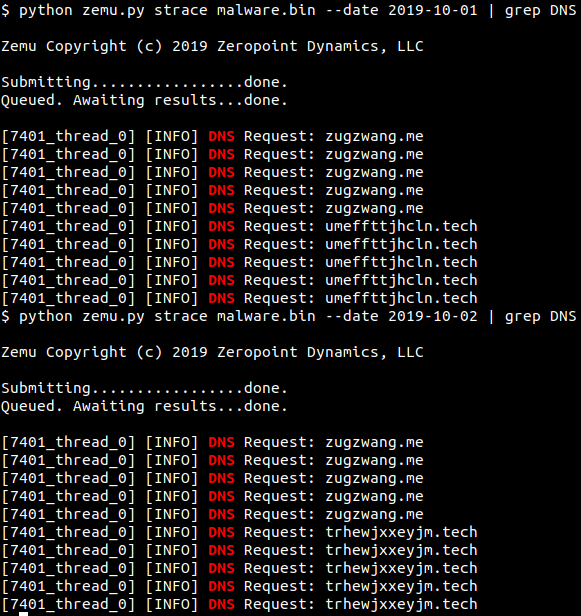 $ python zemu.py strace malware.bin --date 2019-10-01 | grep DNS
Zemu Copyright (c) 2019 Zeropoint Dynamics, LLC
Submitting.................done.
Queued. Awaiting results...done.
[7401_thread_0] [INFO] DNS Request: zugzwang.me
[7401_thread_0] [INFO] DNS Request: zugzwang.me
[7401_thread_0] [INFO] DNS Request: zugzwang.me
[7401_thread_0] [INFO] DNS Request: zugzwang.me
[7401_thread_0] [INFO] DNS Request: zugzwang.me
[7401_thread_0] [INFO] DNS Request: umeffttjhcln.tech
[7401_thread_0] [INFO] DNS Request: umeffttjhcln.tech
[7401_thread_0] [INFO] DNS Request: umeffttjhcln.tech
[7401_thread_0] [INFO] DNS Request: umeffttjhcln.tech
[7401_thread_0] [INFO] DNS Request: umeffttjhcln.tech
$ python zemu.py strace malware.bin --date 2019-10-02 | grep DNS
Zemu Copyright (c) 2019 Zeropoint Dynamics, LLC
Submitting.................done.
Queued. Awaiting results...done.
[7401_thread_0] [INFO] DNS Request: zugzwang.me
[7401_thread_0] [INFO] DNS Request: zugzwang.me
[7401_thread_0] [INFO] DNS Request: zugzwang.me
[7401_thread_0] [INFO] DNS Request: zugzwang.me
[7401_thread_0] [INFO] DNS Request: zugzwang.me
[7401_thread_0] [INFO] DNS Request: trhewjxxeyjm.tech
[7401_thread_0] [INFO] DNS Request: trhewjxxeyjm.tech
[7401_thread_0] [INFO] DNS Request: trhewjxxeyjm.tech
[7401_thread_0] [INFO] DNS Request: trhewjxxeyjm.tech
[7401_thread_0] [INFO] DNS Request: trhewjxxeyjm.tech